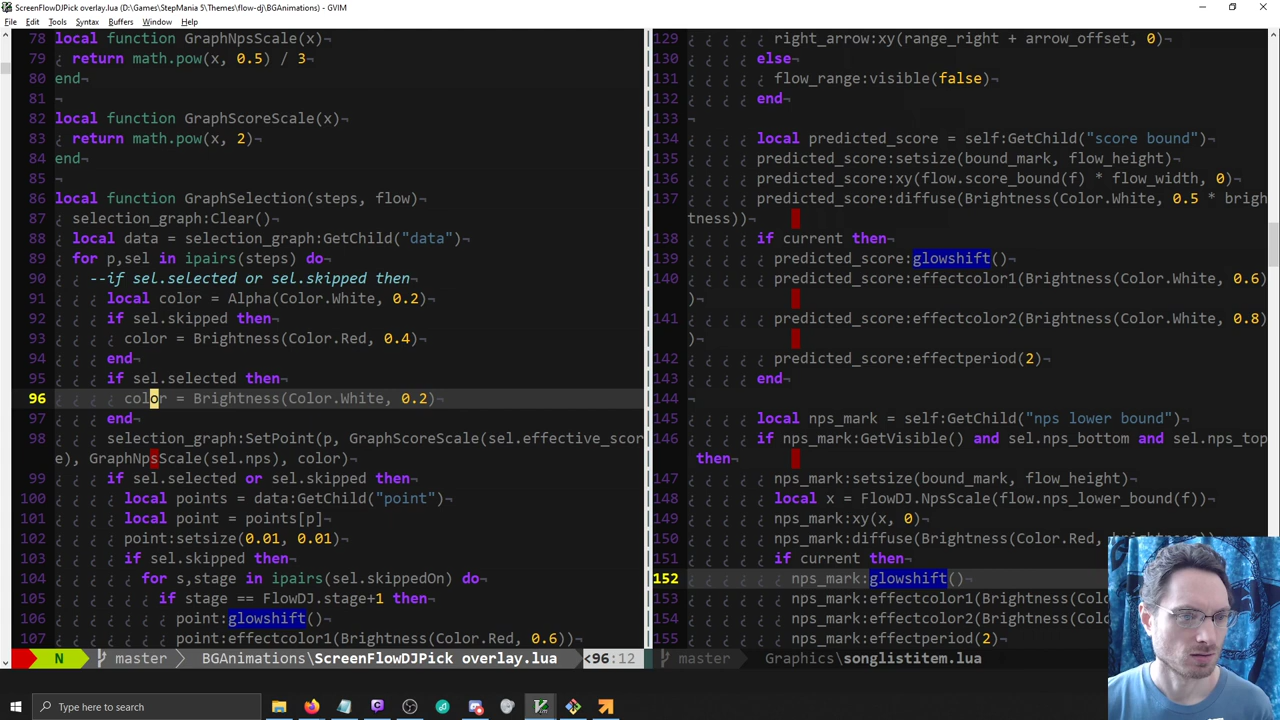 ScreenFlowDJPick overlay.lua (D:\Games\StepMania 5\Themes\flow-dj\BGAnimations) - GVIM
File Edit Tools Syntax Buffers Window Help
78 local function GraphNpsScale(x)¬
79 ¿ return math.pow(x, 0.5) / 3¬
80 end¬
81 ¬
82 local function GraphScoreScale(x)¬
83 ¿ return math.pow(x, 2)¬
84 end¬
85 ¬
86 local function GraphSelection(steps, flow)¬
87 ¿ selection_graph:Clear()¬
88 ¿ local data = selection_graph:GetChild("data")¬
89 ¿ for p,sel in ipairs(steps) do¬
90 ¿ ¿ --if sel.selected or sel.skipped then¬
91 ¿ ¿ ¿ local color = Alpha(Color.White, 0.2)¬
92 ¿ ¿ ¿ if sel.skipped then¬
93 ¿ ¿ ¿ ¿ color = Brightness(Color.Red, 0.4)¬
94 ¿ ¿ ¿ end¬
95 ¿ ¿ ¿ if sel.selected then¬
96 ¿ ¿ ¿ ¿ color = Brightness(Color.White, 0.2)¬
97 ¿ ¿ ¿ end¬
98 ¿ ¿ ¿ selection_graph:SetPoint(p, GraphScoreScale(sel.effective_scor
e), GraphNpsScale(sel.nps), color)¬
99 ¿ ¿ ¿ if sel.selected or sel.skipped then¬
100 ¿ ¿ ¿ ¿ local points = data:GetChild("point")¬
101 ¿ ¿ ¿ ¿ local point = points[p]¬
102 ¿ ¿ ¿ ¿ point:setsize(0.01, 0.01)¬
103 ¿ ¿ ¿ ¿ if sel.skipped then¬
104 ¿ ¿ ¿ ¿ ¿ for s,stage in ipairs(sel.skippedOn) do¬
105 ¿ ¿ ¿ ¿ ¿ ¿ if stage == FlowDJ.stage+1 then¬
106 ¿ ¿ ¿ ¿ ¿ ¿ ¿ point:glowshift()¬
107 ¿ ¿ ¿ ¿ ¿ ¿ ¿ point:effectcolor1(Brightness(Color.Red, 0.6))¬
N master BGAnimations\ScreenFlowDJPick overlay.lua <96:12
129 ¿ ¿ ¿ ¿ ¿ right_arrow:xy(range_right + arrow_offset, 0)¬
130 ¿ ¿ ¿ ¿ else¬
131 ¿ ¿ ¿ ¿ ¿ flow_range:visible(false)¬
132 ¿ ¿ ¿ ¿ end¬
133 ¬
134 ¿ ¿ ¿ ¿ local predicted_score = self:GetChild("score bound")¬
135 ¿ ¿ ¿ ¿ predicted_score:setsize(bound_mark, flow_height)¬
136 ¿ ¿ ¿ ¿ predicted_score:xy(flow.score_bound(f) * flow_width, 0)¬
137 ¿ ¿ ¿ ¿ predicted_score:diffuse(Brightness(Color.White, 0.5 * brigh
tness))¬
138 ¿ ¿ ¿ ¿ if current then¬
139 ¿ ¿ ¿ ¿ ¿ predicted_score:glowshift()¬
140 ¿ ¿ ¿ ¿ ¿ predicted_score:effectcolor1(Brightness(Color.White, 0.6)
)¬
141 ¿ ¿ ¿ ¿ ¿ predicted_score:effectcolor2(Brightness(Color.White, 0.8)
)¬
142 ¿ ¿ ¿ ¿ ¿ predicted_score:effectperiod(2)¬
143 ¿ ¿ ¿ ¿ end¬
144 ¬
145 ¿ ¿ ¿ ¿ local nps_mark = self:GetChild("nps lower bound")¬
146 ¿ ¿ ¿ ¿ if nps_mark:GetVisible() and sel.nps_bottom and sel.nps_top
then¬
147 ¿ ¿ ¿ ¿ ¿ nps_mark:setsize(bound_mark, flow_height)¬
148 ¿ ¿ ¿ ¿ ¿ local x = FlowDJ.NpsScale(flow.nps_lower_bound(f))¬
149 ¿ ¿ ¿ ¿ ¿ nps_mark:xy(x, 0)¬
150 ¿ ¿ ¿ ¿ ¿ nps_mark:diffuse(Brightness(Color.Red,
151 ¿ ¿ ¿ ¿ ¿ if current then¬
152 ¿ ¿ ¿ ¿ ¿ ¿ nps_mark:glowshift()¬
153 ¿ ¿ ¿ ¿ ¿ ¿ nps_mark:effectcolor1(Brightness(Co
154 ¿ ¿ ¿ ¿ ¿ ¿ nps_mark:effectcolor2(Brightness(Co
155 ¿ ¿ ¿ ¿ ¿ ¿ nps_mark:effectperiod(2)¬
master Graphics\songlistitem.lua
Type here to search